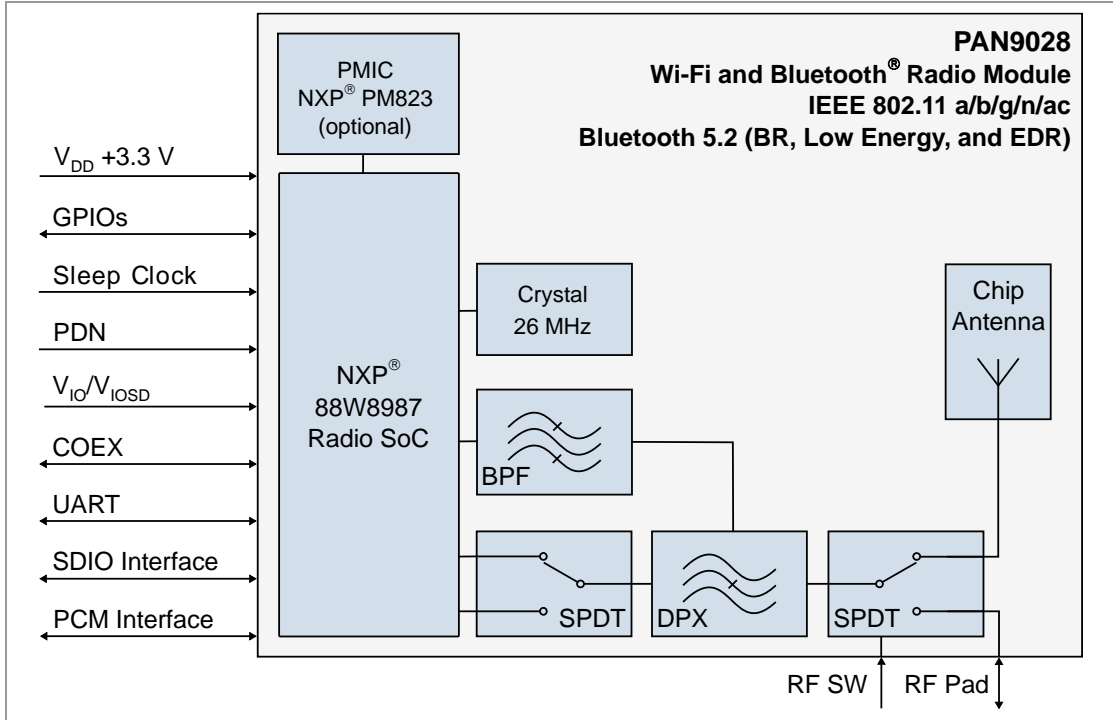 PAN9028
Wi-Fi and Bluetooth® Radio Module
IEEE 802.11 a/b/g/n/ac
Bluetooth 5.2 (BR, Low Energy, and EDR)
PMIC
NXP® PM823
(optional)
VDD +3.3 V
GPIOs
Sleep Clock
PDN
VIO/VIOSD
COEX
UART
SDIO Interface
PCM Interface
NXP®
88W8987
Radio SoC
Crystal
26 MHz
Chip
Antenna
BPF
SPDT
DPX
SPDT
RF SW
RF Pad